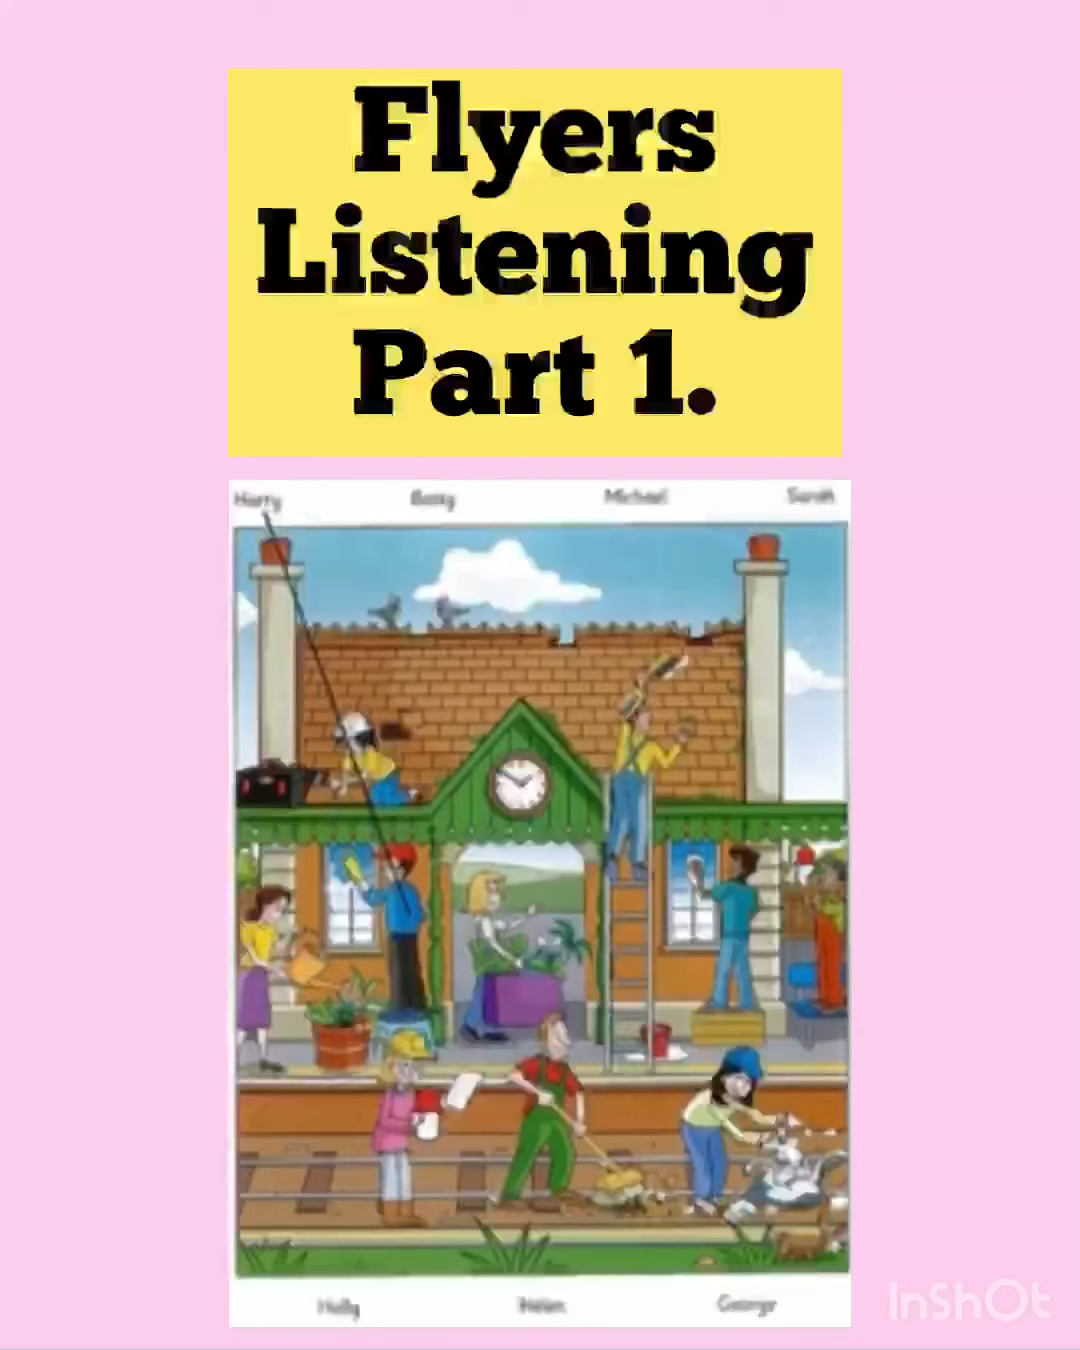 Flyers
Listening
Part 1.
Harry Betty Michael Sarah
Holly Helen George
InShOt